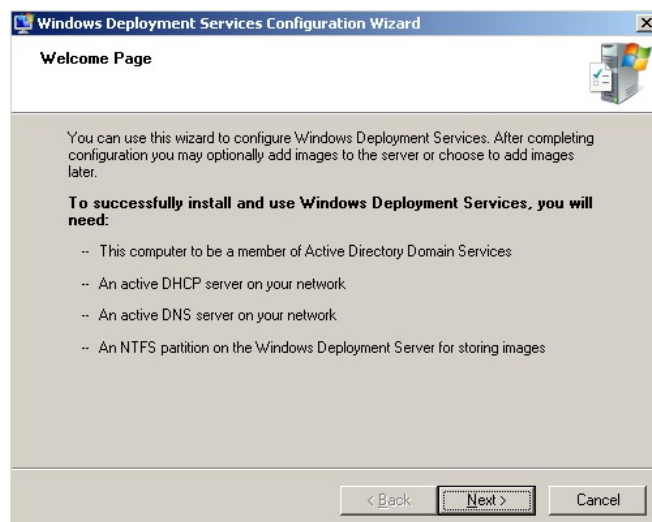 Windows Deployment Services Configuration Wizard
Welcome Page
You can use this wizard to configure Windows Deployment Services. After completing
configuration you may optionally add images to the server or choose to add images
later.
To successfully install and use Windows Deployment Services, you will
need:
-- This computer to be a member of Active Directory Domain Services
-- An active DHCP server on your network
-- An active DNS server on your network
-- An NTFS partition on the Windows Deployment Server for storing images
< Back Next > Cancel